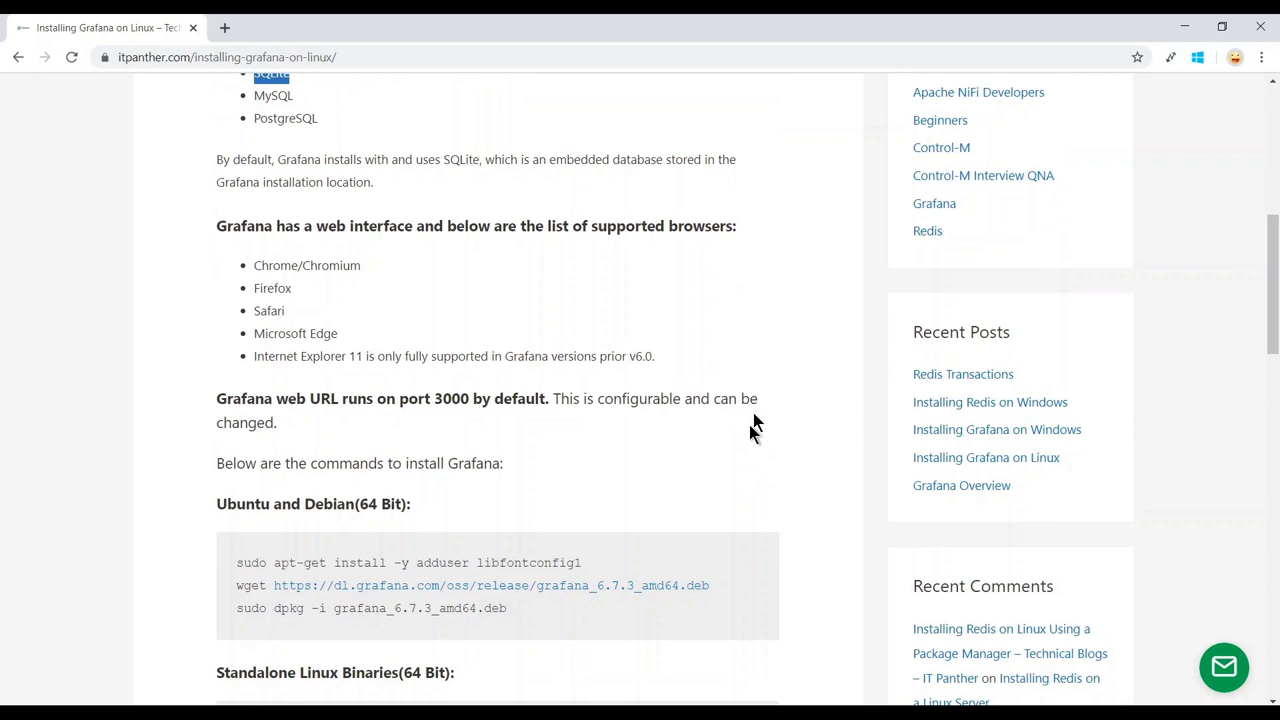 Installing Grafana on Linux – Tec
itpanther.com/installing-grafana-on-linux/
SQLite
MySQL
PostgreSQL
By default, Grafana installs with and uses SQLite, which is an embedded database stored in the
Grafana installation location.
Grafana has a web interface and below are the list of supported browsers:
Chrome/Chromium
Firefox
Safari
Microsoft Edge
Internet Explorer 11 is only fully supported in Grafana versions prior v6.0.
Grafana web URL runs on port 3000 by default. This is configurable and can be
changed.
Below are the commands to install Grafana:
Ubuntu and Debian(64 Bit):
sudo apt-get install -y adduser libfontconfig1
wget https://dl.grafana.com/oss/release/grafana_6.7.3_amd64.deb
sudo dpkg -i grafana_6.7.3_amd64.deb
Standalone Linux Binaries(64 Bit):
Apache NiFi Developers
Beginners
Control-M
Control-M Interview QNA
Grafana
Redis
Recent Posts
Redis Transactions
Installing Redis on Windows
Installing Grafana on Windows
Installing Grafana on Linux
Grafana Overview
Recent Comments
Installing Redis on Linux Using a
Package Manager – Technical Blogs
– IT Panther on Installing Redis on
a Linux Server